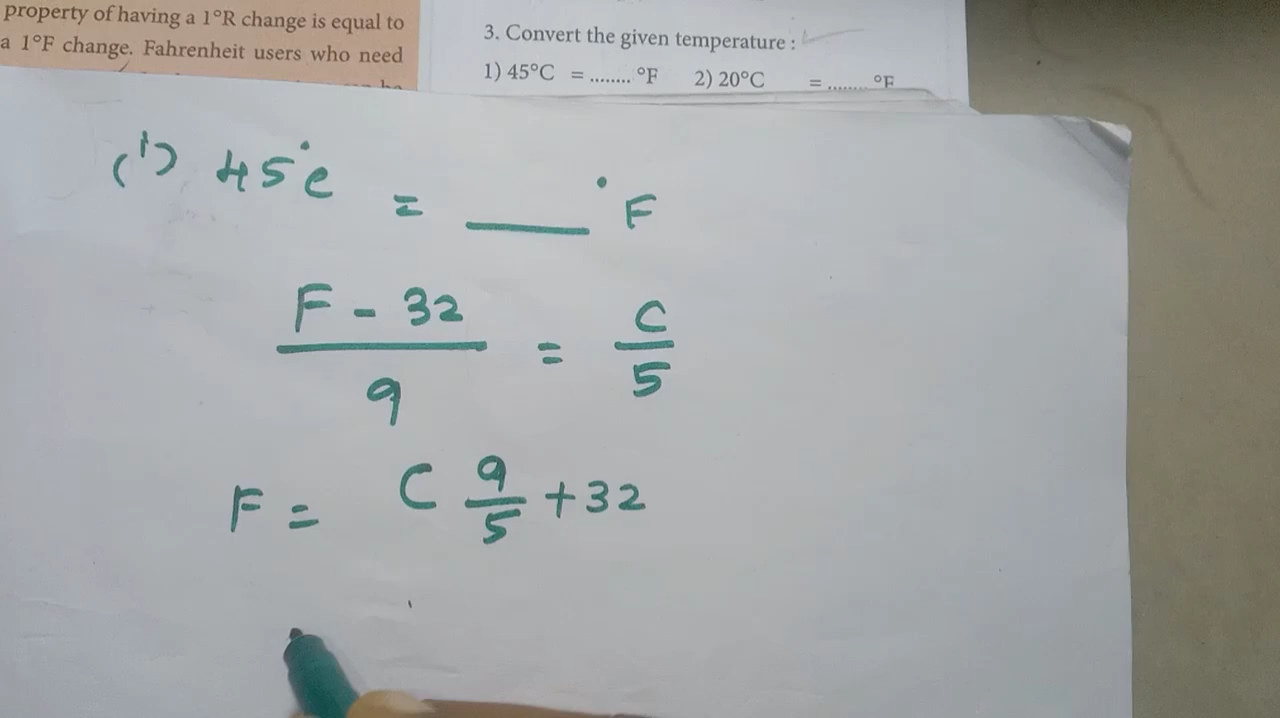 property of having a 1°R change is equal to
a 1°F change. Fahrenheit users who need
3. Convert the given temperature :
1) 45°C = ........ °F 2) 20°C = ........ °F
(1) 45°C = ___ °F
F - 32 / 9 = C / 5
F = C 9/5 + 32